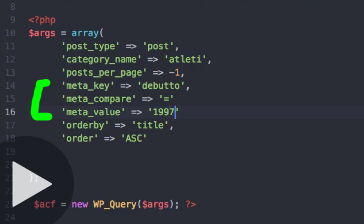 <?php
$args = array(
'post_type' => 'post',
'category_name' => 'atleti',
'posts_per_page' => -1,
'meta_key' => 'debutto',
'meta_compare' => '='
'meta_value' => '1997'
'orderby' => 'title',
'order' => 'ASC'
);
$acf = new WP_Query($args); ?>